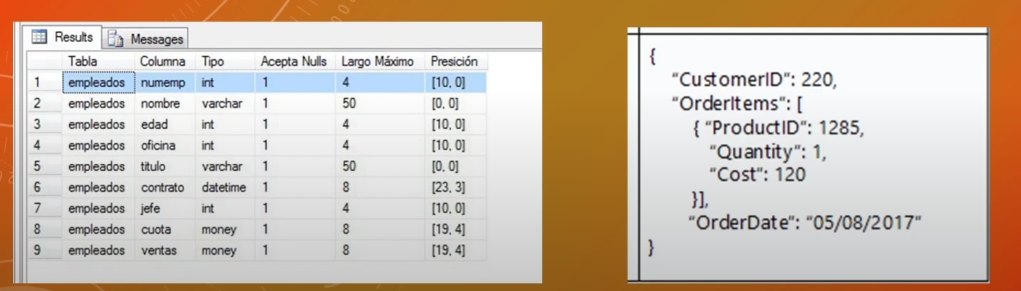 Results Messages
Tabla Columna Tipo Acepta Nulls Largo Máximo Presición
1 empleados numemp int 1 4 [10, 0]
2 empleados nombre varchar 1 50 [0, 0]
3 empleados edad int 1 4 [10, 0]
4 empleados oficina int 1 4 [10, 0]
5 empleados titulo varchar 1 50 [0, 0]
6 empleados contrato datetime 1 8 [23, 3]
7 empleados jefe int 1 4 [10, 0]
8 empleados cuota money 1 8 [19, 4]
9 empleados ventas money 1 8 [19, 4]
{
"CustomerID": 220,
"OrderItems": [
{ "ProductID": 1285,
"Quantity": 1,
"Cost": 120
}],
"OrderDate": "05/08/2017"
}